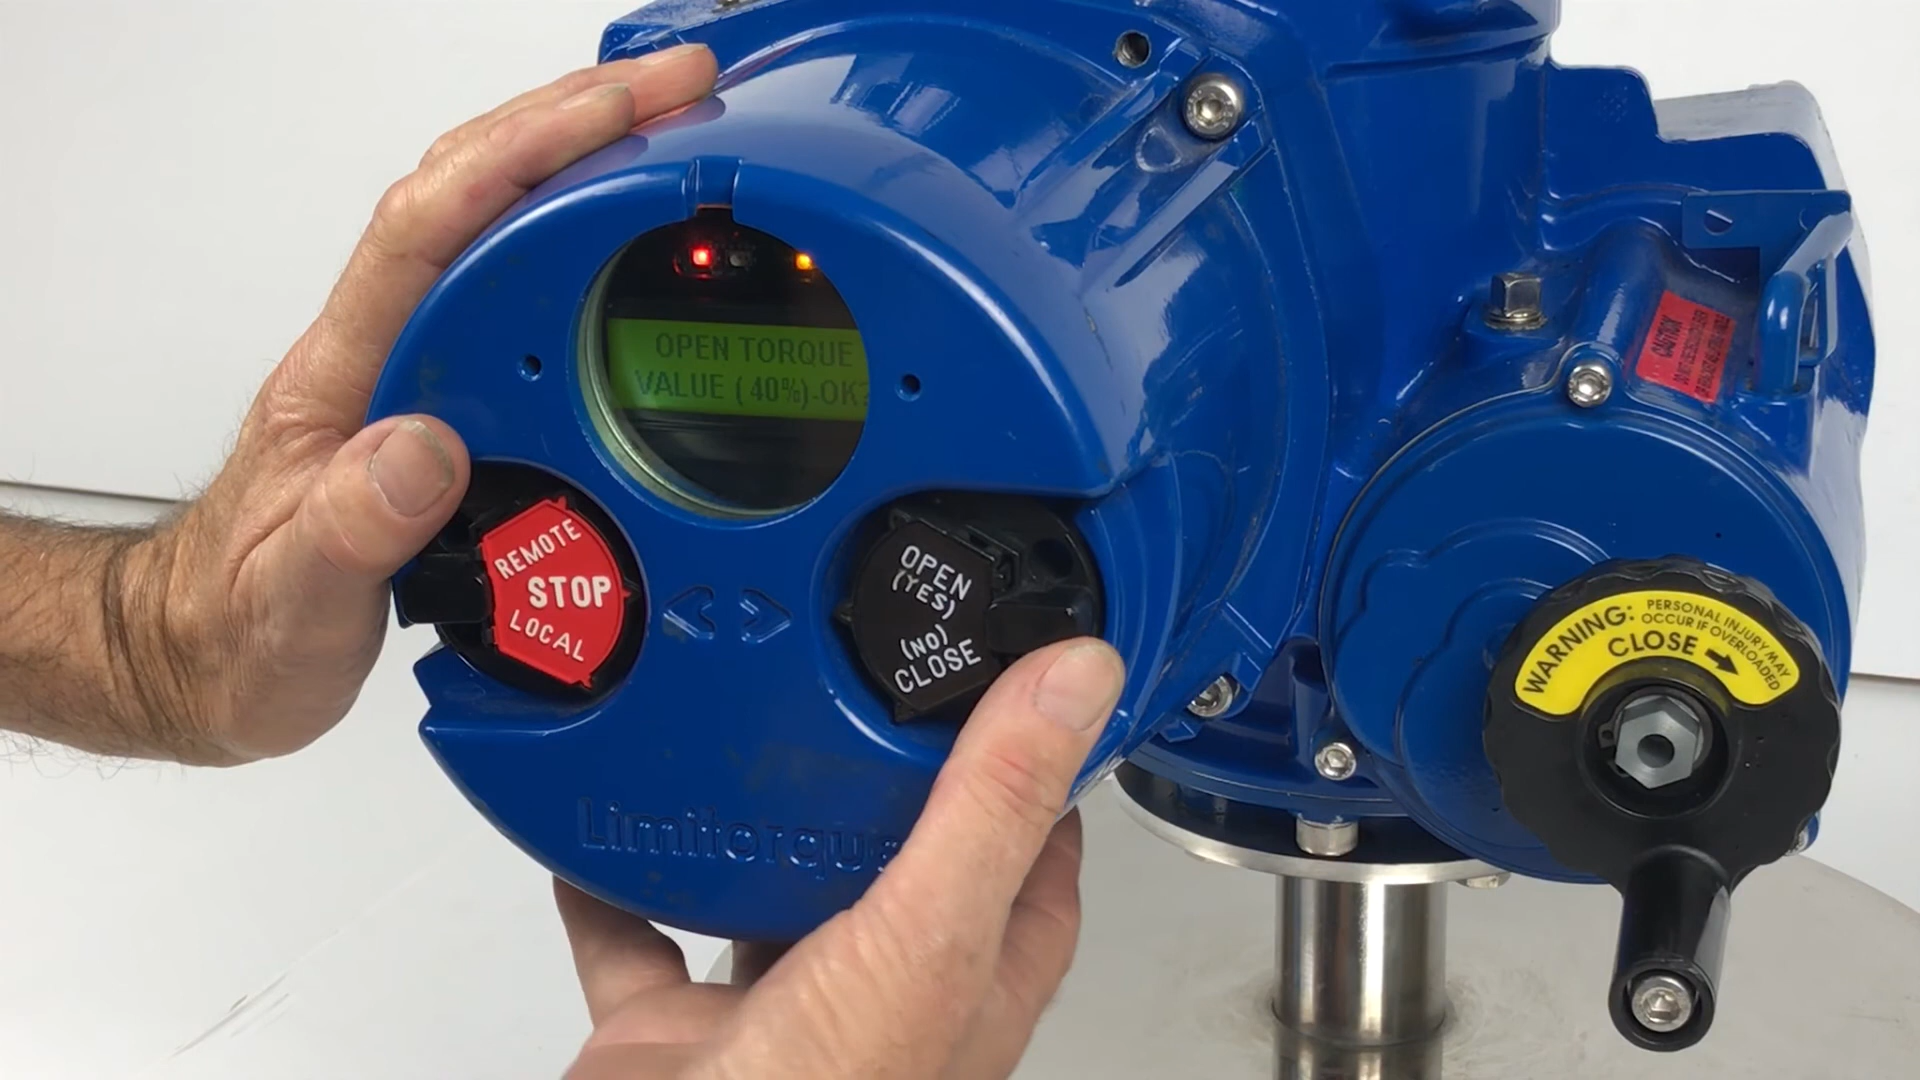 OPEN TORQUE
VALUE (40%)-OK?
REMOTE
STOP
LOCAL
OPEN
(YES)
(NO)
CLOSE
Limitorque
CAUTION
WARNING:
PERSONAL INJURY MAY
OCCUR IF OVERLOADED
CLOSE